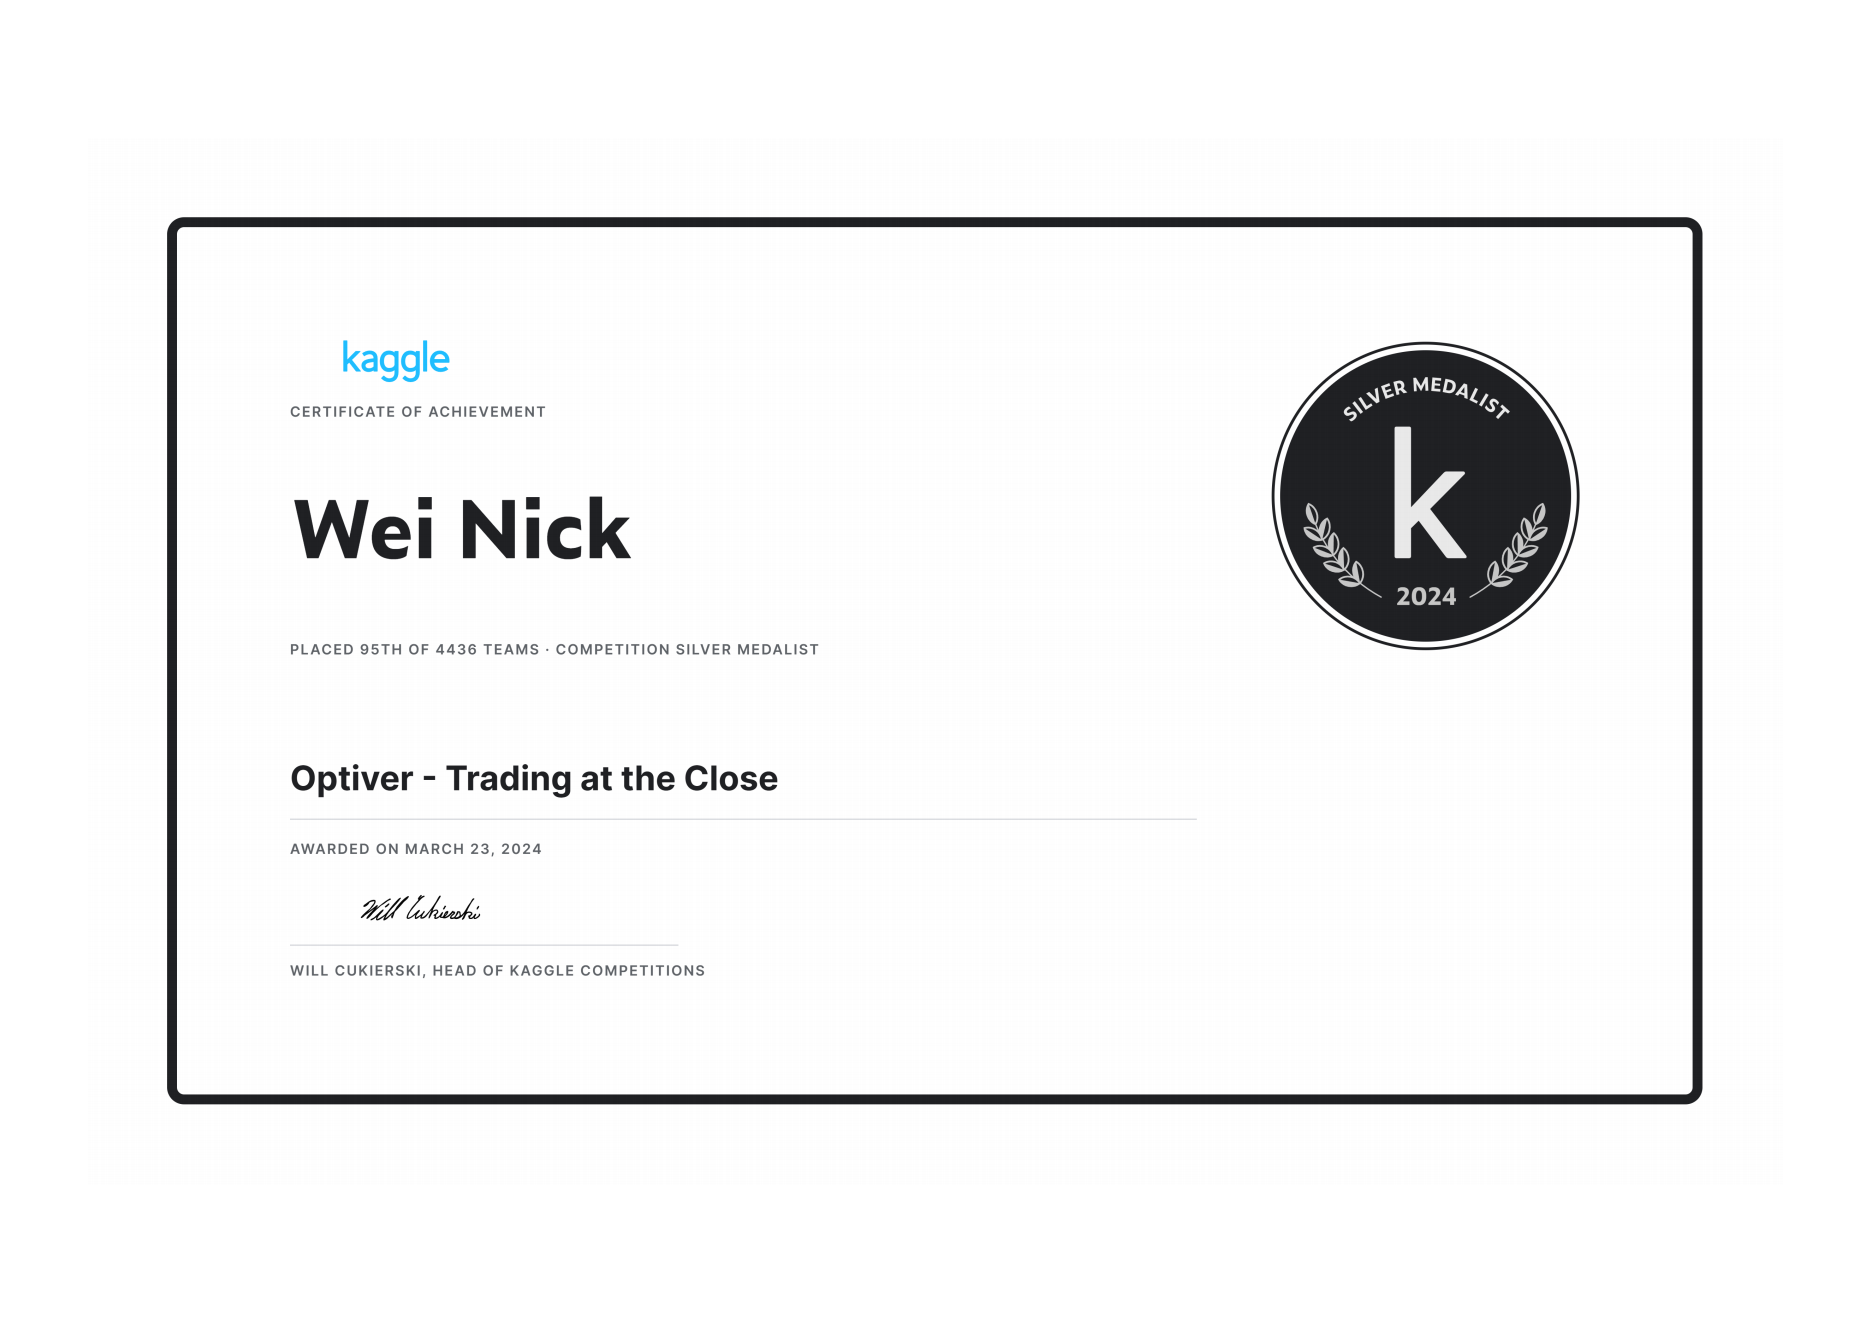 kaggle
CERTIFICATE OF ACHIEVEMENT
Wei Nick
PLACED 95TH OF 4436 TEAMS · COMPETITION SILVER MEDALIST
Optiver - Trading at the Close
AWARDED ON MARCH 23, 2024
Will Cukierski
WILL CUKIERSKI, HEAD OF KAGGLE COMPETITIONS
SILVER MEDALIST
k
2024